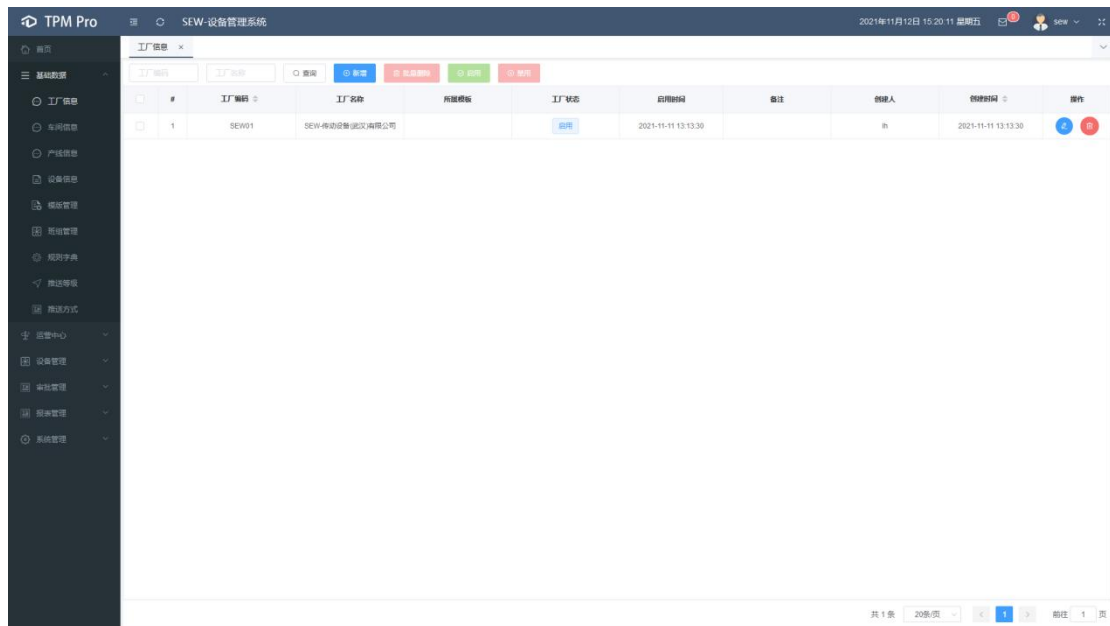 TPM Pro
SEW-设备管理系统
2021年11月12日 15:20:11 星期五
0
sew
首页
工厂信息 ×
基础数据
工厂编码 工厂名称 查询 新增 批量删除 启用 禁用
工厂信息
# 工厂编码 工厂名称 所属模板 工厂状态 启用时间 备注 创建人 创建时间 操作
车间信息
1 SEW01 SEW-传动设备(武汉)有限公司 启用 2021-11-11 13:13:30 lh 2021-11-11 13:13:30
产线信息
设备信息
模版管理
班组管理
规则字典
推送等级
推送方式
运营中心
设备管理
审批管理
报表管理
系统管理
共 1 条 20条/页 1 前往 1 页